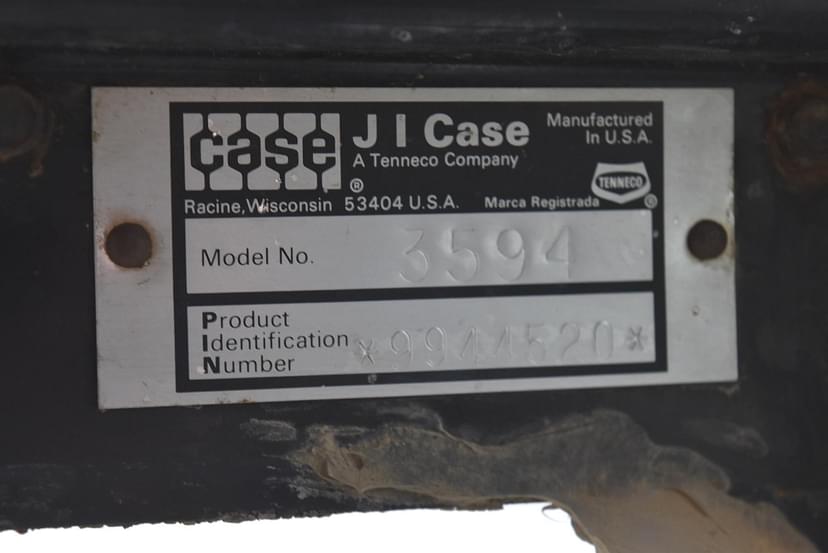 case
J I Case
A Tenneco Company
®
Manufactured
In U.S.A.
TENNECO
®
Racine, Wisconsin 53404 U.S.A.
Marca Registrada
Model No. 3594
Product
Identification
Number
*9944520*